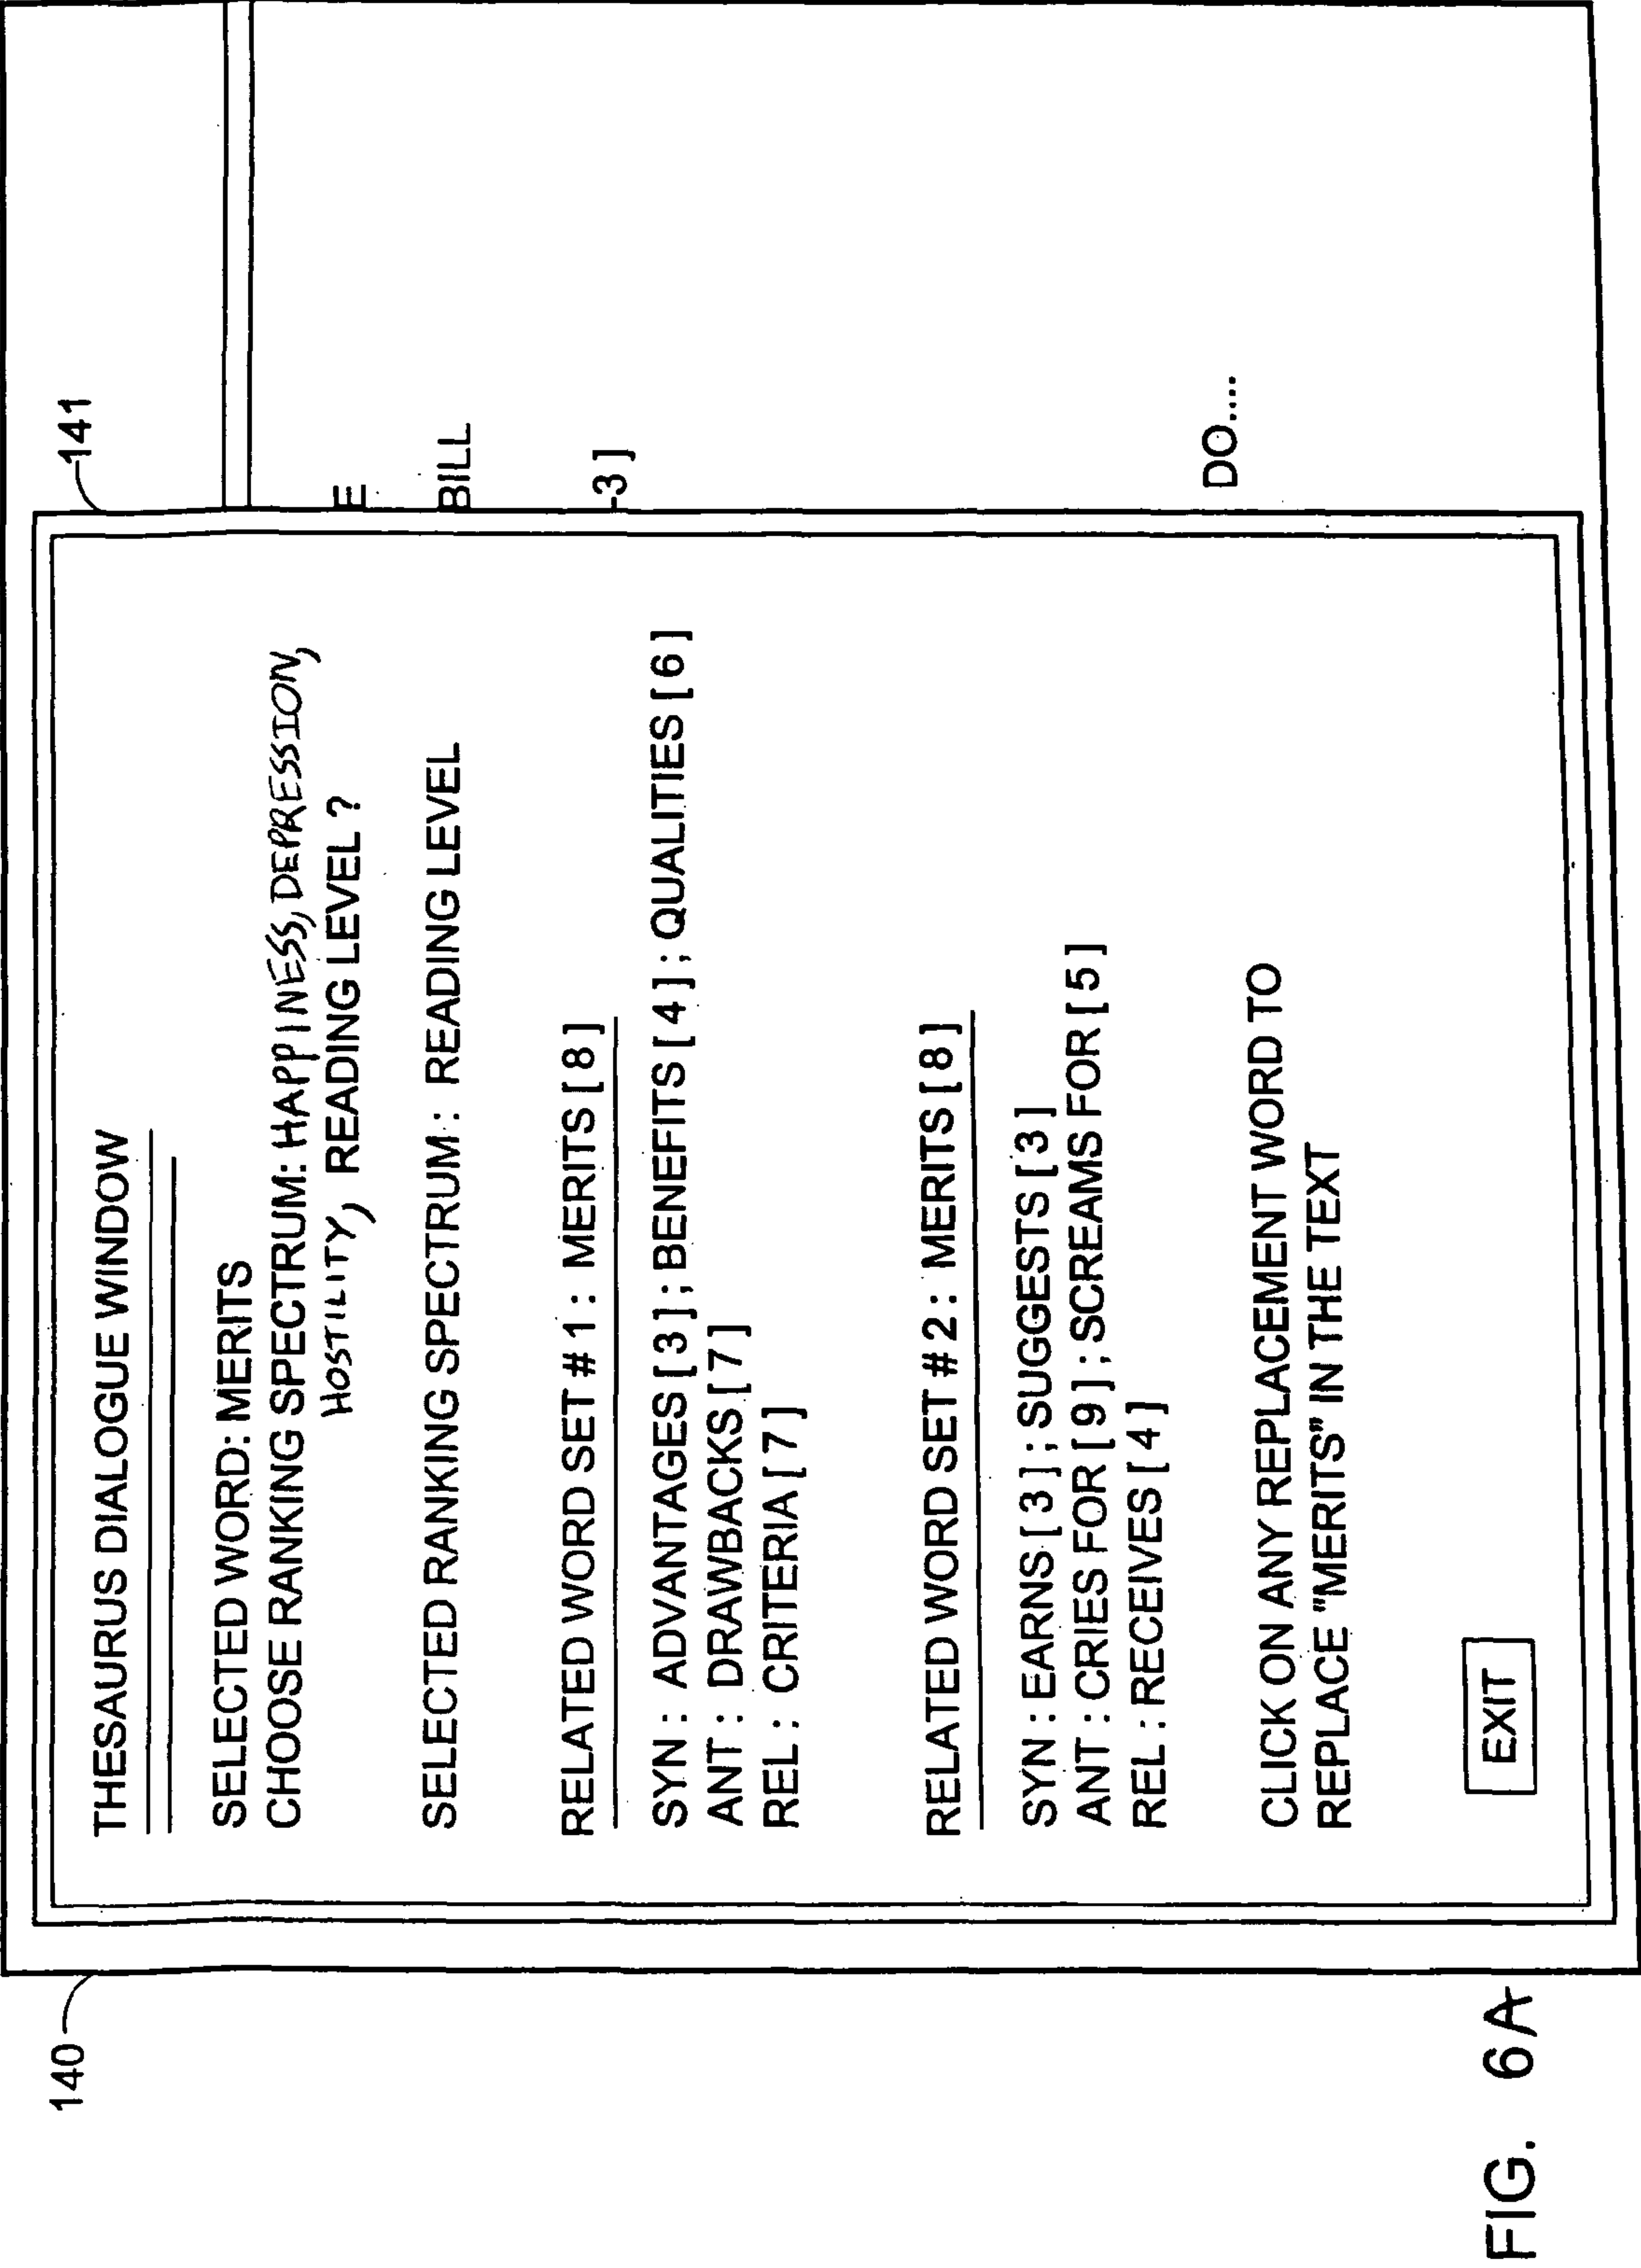 140
141
THESAURUS DIALOGUE WINDOW
SELECTED WORD: MERITS
CHOOSE RANKING SPECTRUM: HAPPINESS, DEPRESSION,
HOSTILITY, READING LEVEL ?
E
SELECTED RANKING SPECTRUM : READING LEVEL
BILL
RELATED WORD SET # 1 : MERITS [ 8 ]
-3 ]
SYN : ADVANTAGES [ 3 ] ; BENEFITS [ 4 ] ; QUALITIES [ 6 ]
ANT : DRAWBACKS [ 7 ]
REL : CRITERIA [ 7 ]
RELATED WORD SET # 2 : MERITS [ 8 ]
SYN : EARNS [ 3 ] ; SUGGESTS [ 3 ]
ANT : CRIES FOR [ 9 ] ; SCREAMS FOR [ 5 ]
REL : RECEIVES [ 4 ]
DO....
CLICK ON ANY REPLACEMENT WORD TO
REPLACE "MERITS" IN THE TEXT
EXIT
FIG. 6A